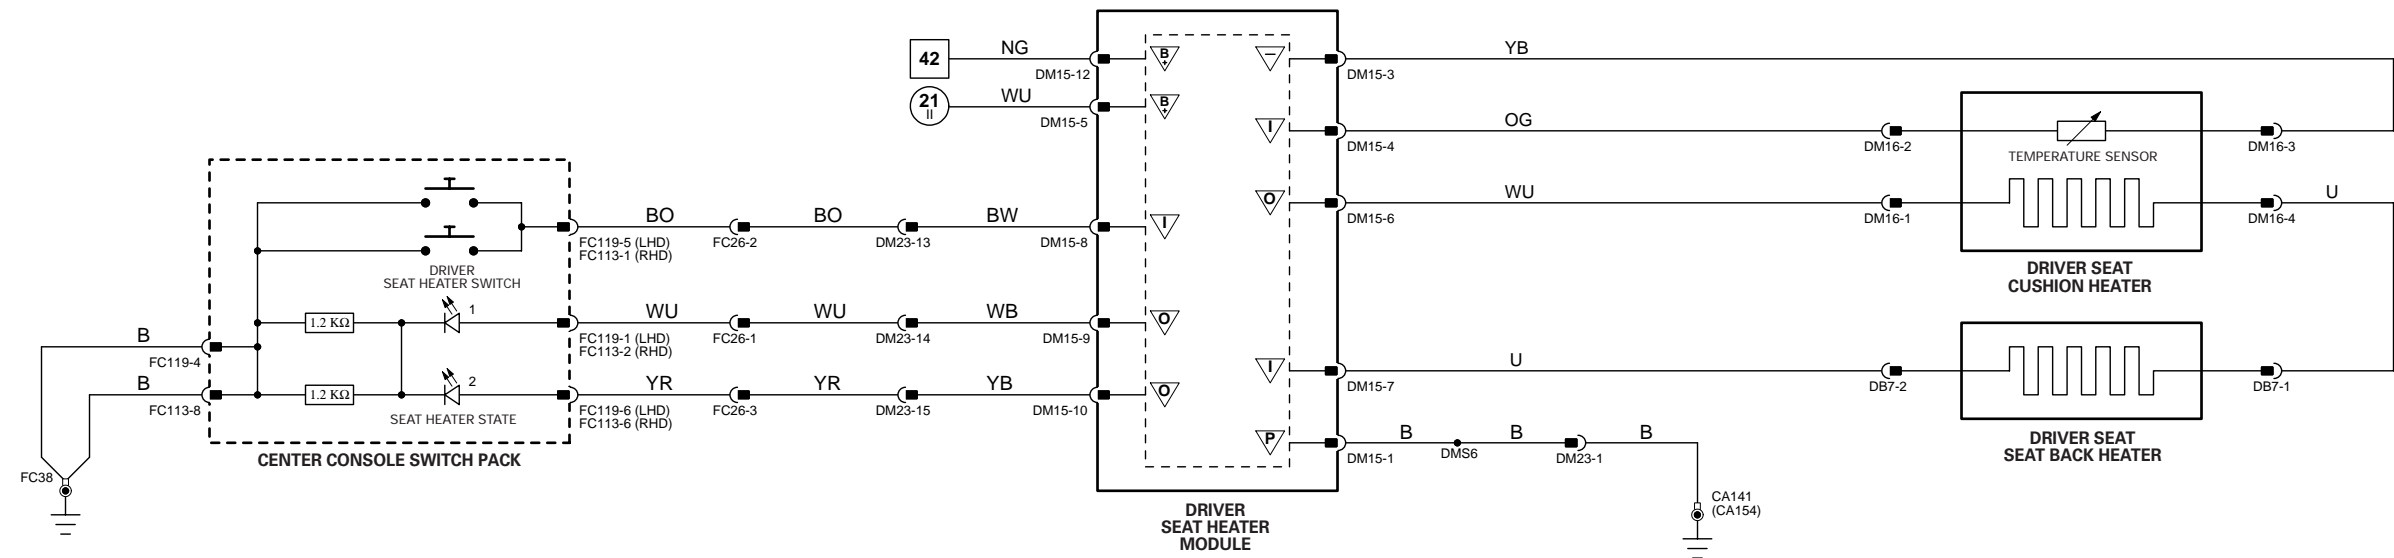 42
NG
DM15-12
B
+
–
DM15-3
YB
21
II
WU
DM15-5
B
+
I
DM15-4
OG
DM16-2
TEMPERATURE SENSOR
DM16-3
O
DM15-6
WU
DM16-1
DM16-4
U
DRIVER SEAT
CUSHION HEATER
BO
BO
BW
FC119-5 (LHD)
FC113-1 (RHD)
FC26-2
DM23-13
DM15-8
I
DRIVER
SEAT HEATER SWITCH
1.2 KΩ
1
WU
WU
WB
FC119-1 (LHD)
FC113-2 (RHD)
FC26-1
DM23-14
DM15-9
O
B
FC119-4
B
FC113-8
1.2 KΩ
2
SEAT HEATER STATE
YR
YR
YB
FC119-6 (LHD)
FC113-6 (RHD)
FC26-3
DM23-15
DM15-10
O
I
DM15-7
U
DB7-2
DB7-1
DRIVER SEAT
SEAT BACK HEATER
P
DM15-1
B
DMS6
B
DM23-1
B
CA141
(CA154)
CENTER CONSOLE SWITCH PACK
FC38
DRIVER
SEAT HEATER
MODULE